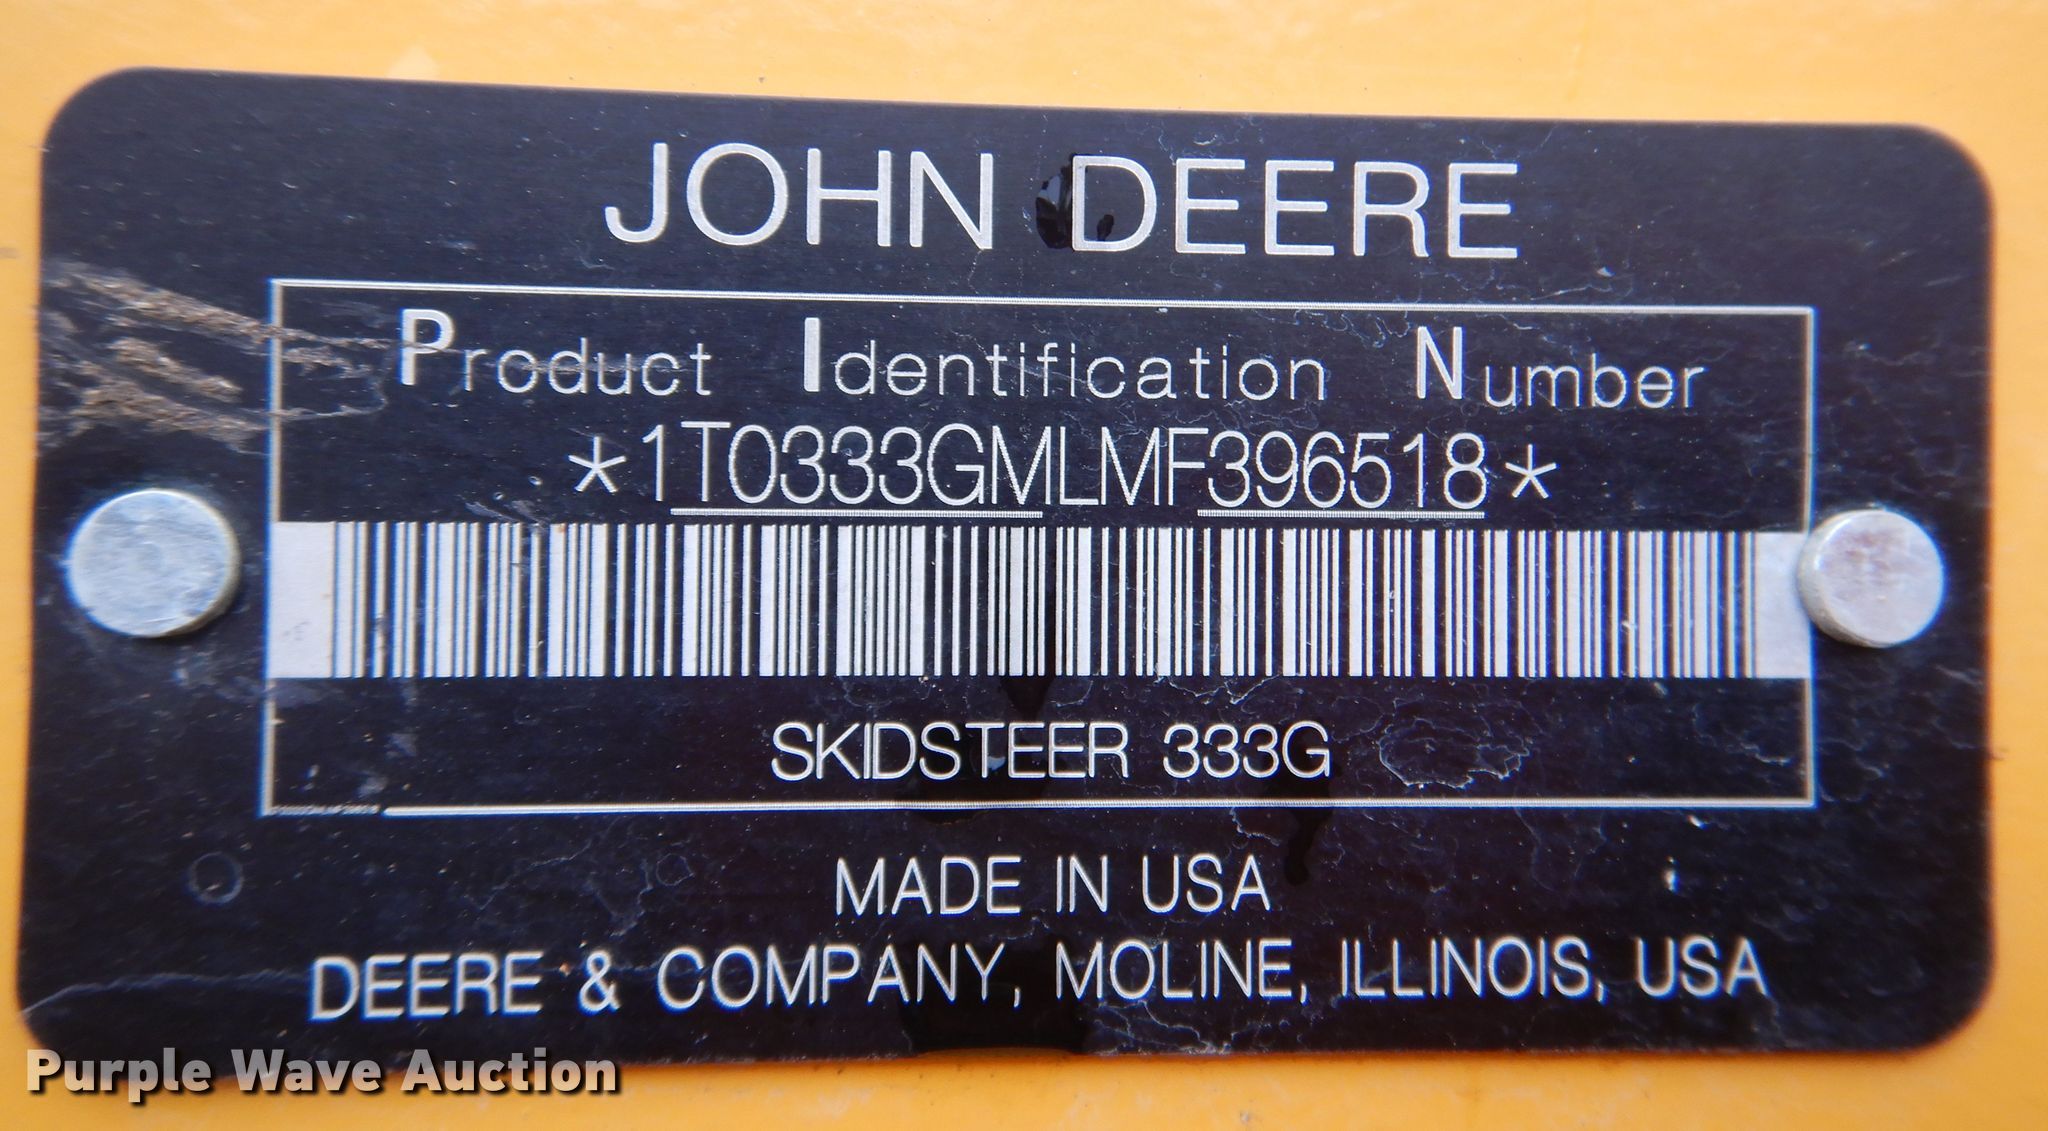 JOHN DEERE
Product Identification Number
*1T0333GMLMF396518*
SKIDSTEER 333G
MADE IN USA
DEERE & COMPANY, MOLINE, ILLINOIS, USA
Purple Wave Auction